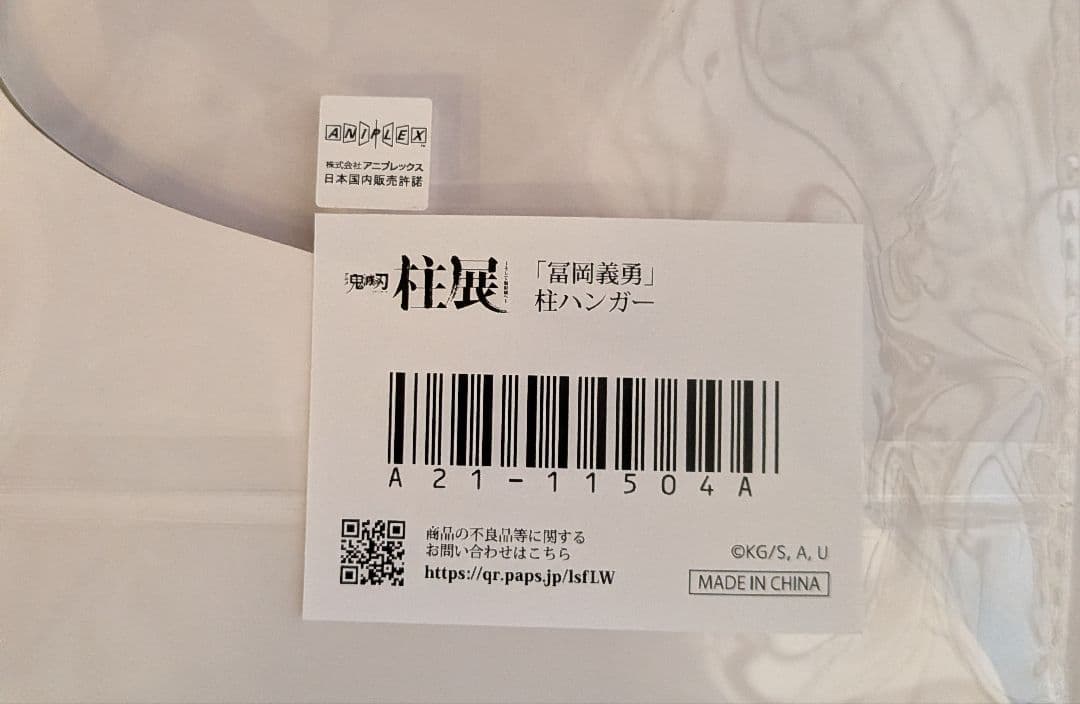 ANIPLEX
株式会社アニプレックス
日本国内販売許諾
鬼滅の刃 柱展
「冨岡義勇」
柱ハンガー
A21-11504A
商品の不良品等に関する
お問い合わせはこちら
https://qr.paps.jp/lsfLW
©KG/S, A, U
MADE IN CHINA